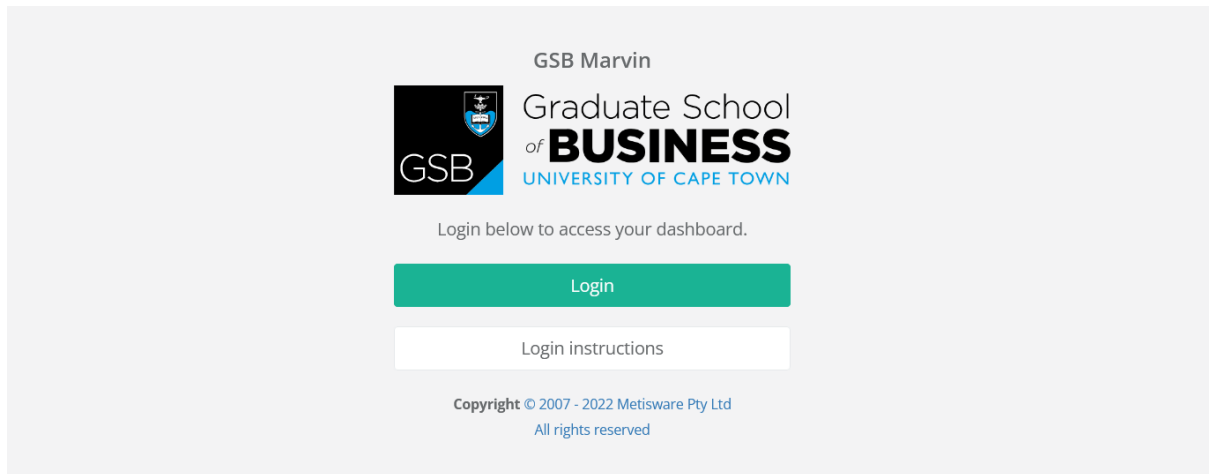 GSB Marvin
GSB
Graduate School
of BUSINESS
UNIVERSITY OF CAPE TOWN
Login below to access your dashboard.
Login
Login instructions
Copyright © 2007 - 2022 Metisware Pty Ltd
All rights reserved